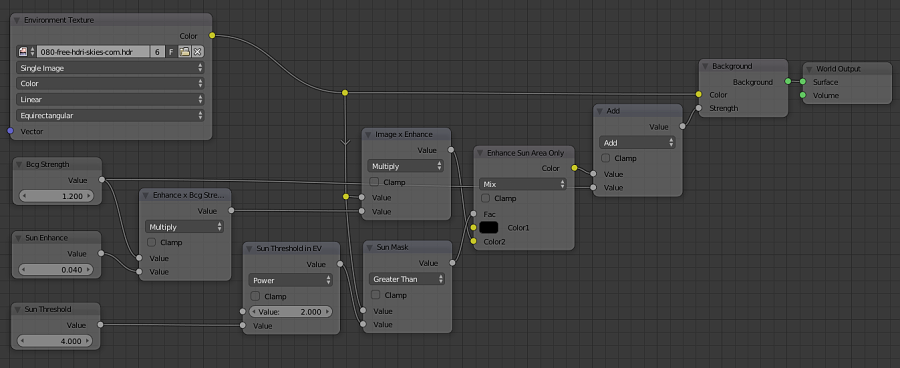 Environment Texture
Color
080-free-hdri-skies-com.hdr 6 F
Single Image
Color
Linear
Equirectangular
Vector
Bcg Strength
Value
1.200
Sun Enhance
Value
0.040
Sun Threshold
Value
4.000
Enhance x Bcg Stre...
Value
Multiply
Clamp
Value
Value
Sun Threshold in EV
Value
Power
Clamp
Value: 2.000
Value
Image x Enhance
Value
Multiply
Clamp
Value
Value
Sun Mask
Value
Greater Than
Clamp
Value
Value
Enhance Sun Area Only
Color
Mix
Clamp
Fac
Color1
Color2
Add
Value
Add
Clamp
Value
Value
Background
Background
Color
Strength
World Output
Surface
Volume